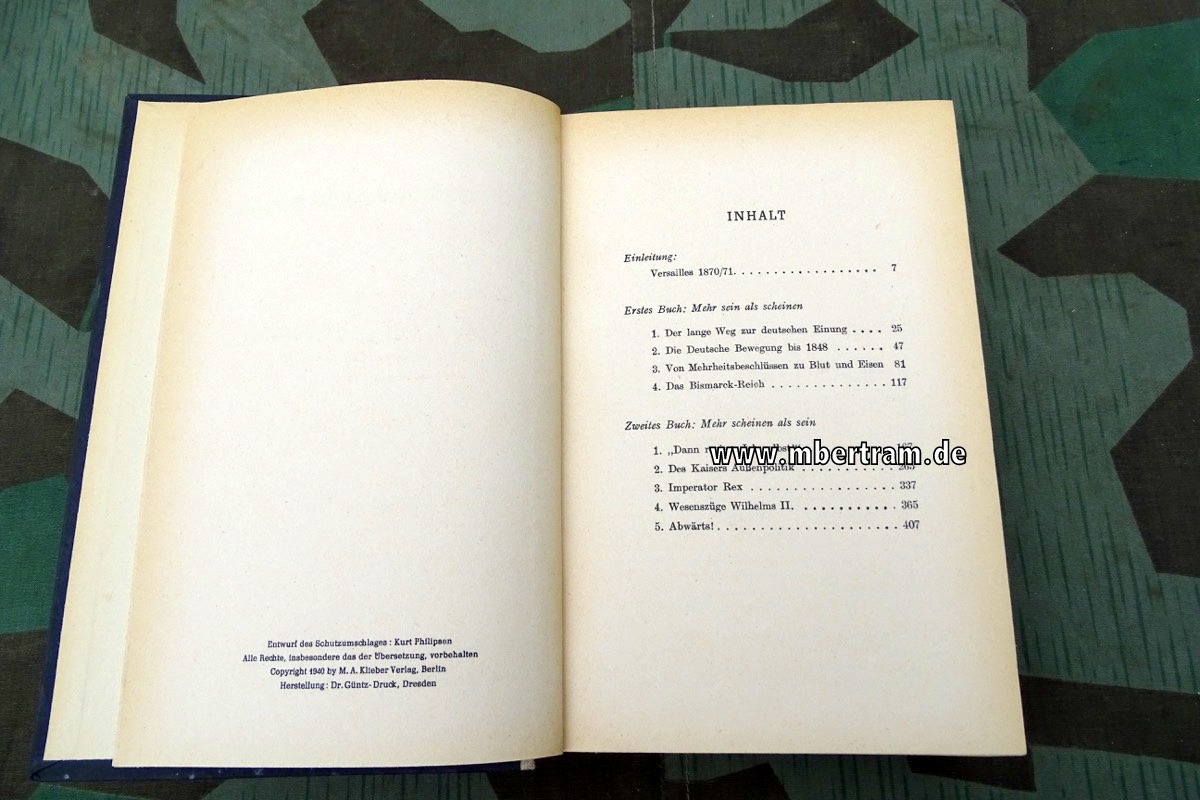 Entwurf des Schutzumschlages: Kurt Philipsen
Alle Rechte, insbesondere das der Übersetzung, vorbehalten
Copyright 1940 by M. A. Klieber Verlag, Berlin
Herstellung: Dr. Güntz-Druck, Dresden
INHALT
Einleitung:
Versailles 1870/71. . . . . . . . . . . . . . . . . . . 7
Erstes Buch: Mehr sein als scheinen
1. Der lange Weg zur deutschen Einung . . . . 25
2. Die Deutsche Bewegung bis 1848 . . . . . . 47
3. Von Mehrheitsbeschlüssen zu Blut und Eisen 81
4. Das Bismarck-Reich . . . . . . . . . . . . . . . 117
Zweites Buch: Mehr scheinen als sein
1. „Dann
www.mbertram.de
2. Des Kaisers Außenpolitik . . . . . . . . . . . . 265
3. Imperator Rex . . . . . . . . . . . . . . . . . . 337
4. Wesenszüge Wilhelms II. . . . . . . . . . . . . 365
5. Abwärts! . . . . . . . . . . . . . . . . . . . . . . . 407